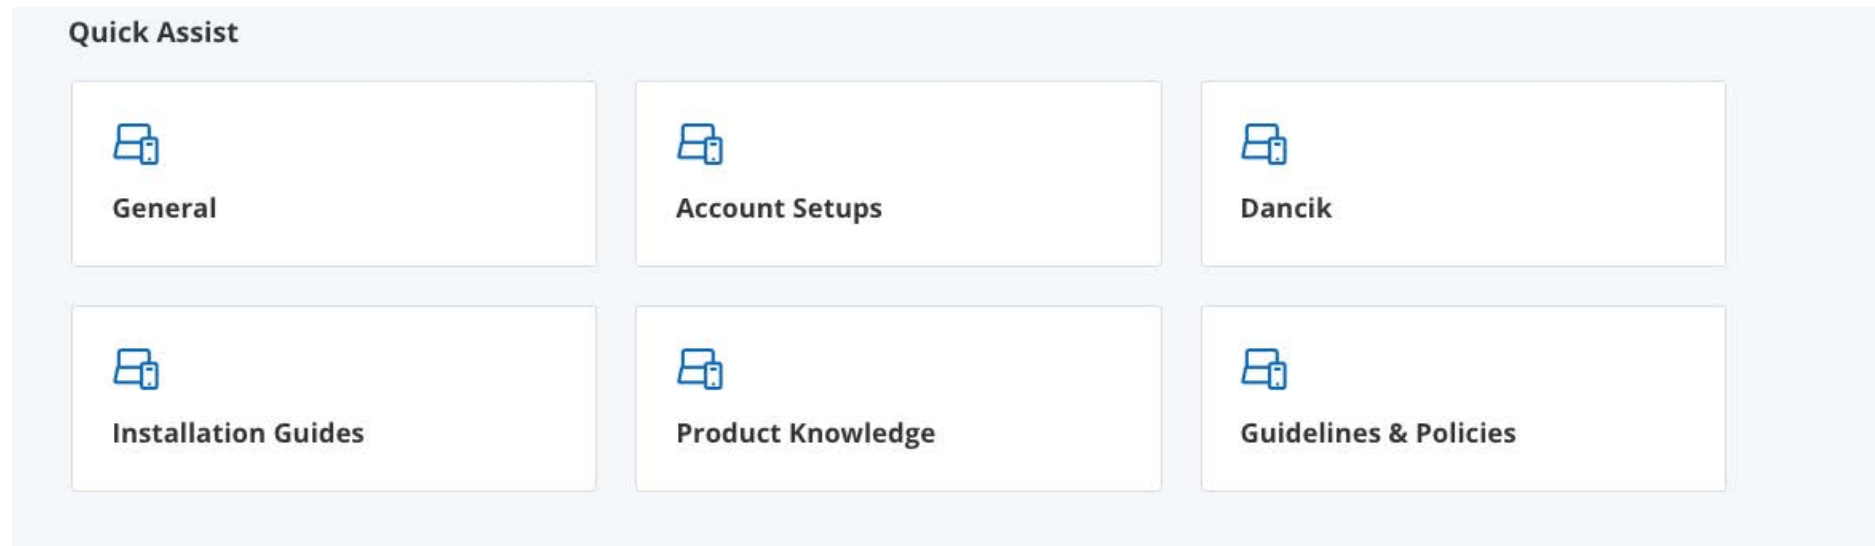 Quick Assist
General
Account Setups
Dancik
Installation Guides
Product Knowledge
Guidelines & Policies